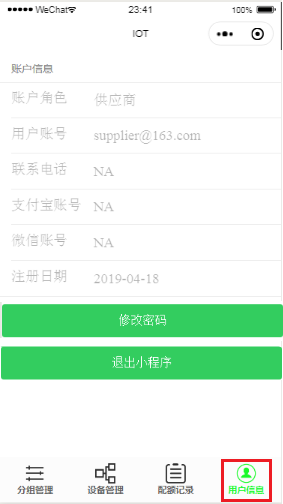 WeChat 23:41 100%
IOT
账户信息
账户角色 供应商
用户账号 supplier@163.com
联系电话 NA
支付宝账号 NA
微信账号 NA
注册日期 2019-04-18
修改密码
退出小程序
分组管理 设备管理 配额记录 用户信息